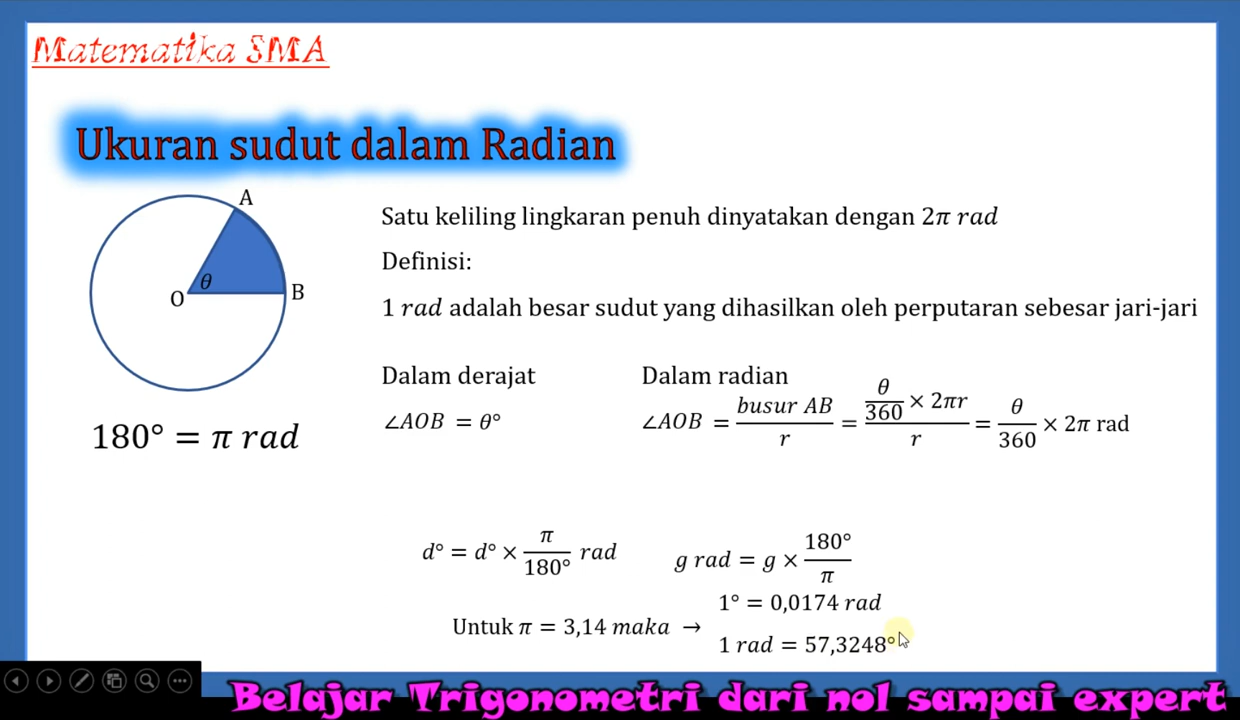 Matematika SMA
Ukuran sudut dalam Radian
A
θ
O
B
180° = π rad
Satu keliling lingkaran penuh dinyatakan dengan 2π rad
Definisi:
1 rad adalah besar sudut yang dihasilkan oleh perputaran sebesar jari-jari
Dalam derajat
∠AOB = θ°
Dalam radian
∠AOB = busur AB / r = (θ/360 × 2πr) / r = θ/360 × 2π rad
d° = d° × π/180° rad
g rad = g × 180°/π
Untuk π = 3,14 maka →
1° = 0,0174 rad
1 rad = 57,3248°
Belajar Trigonometri dari nol sampai expert